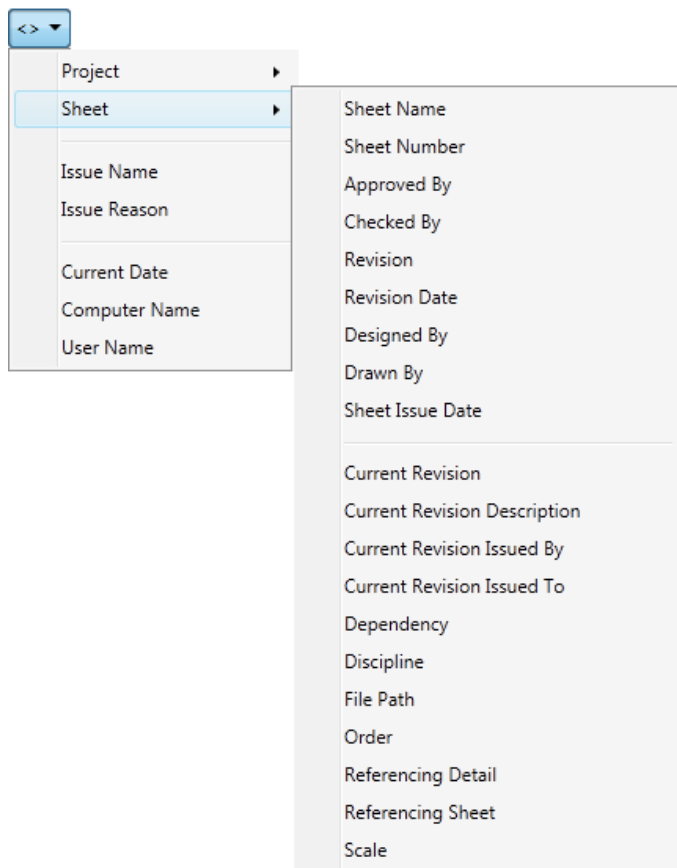 <>
Project
Sheet
Issue Name
Issue Reason
Current Date
Computer Name
User Name
Sheet Name
Sheet Number
Approved By
Checked By
Revision
Revision Date
Designed By
Drawn By
Sheet Issue Date
Current Revision
Current Revision Description
Current Revision Issued By
Current Revision Issued To
Dependency
Discipline
File Path
Order
Referencing Detail
Referencing Sheet
Scale